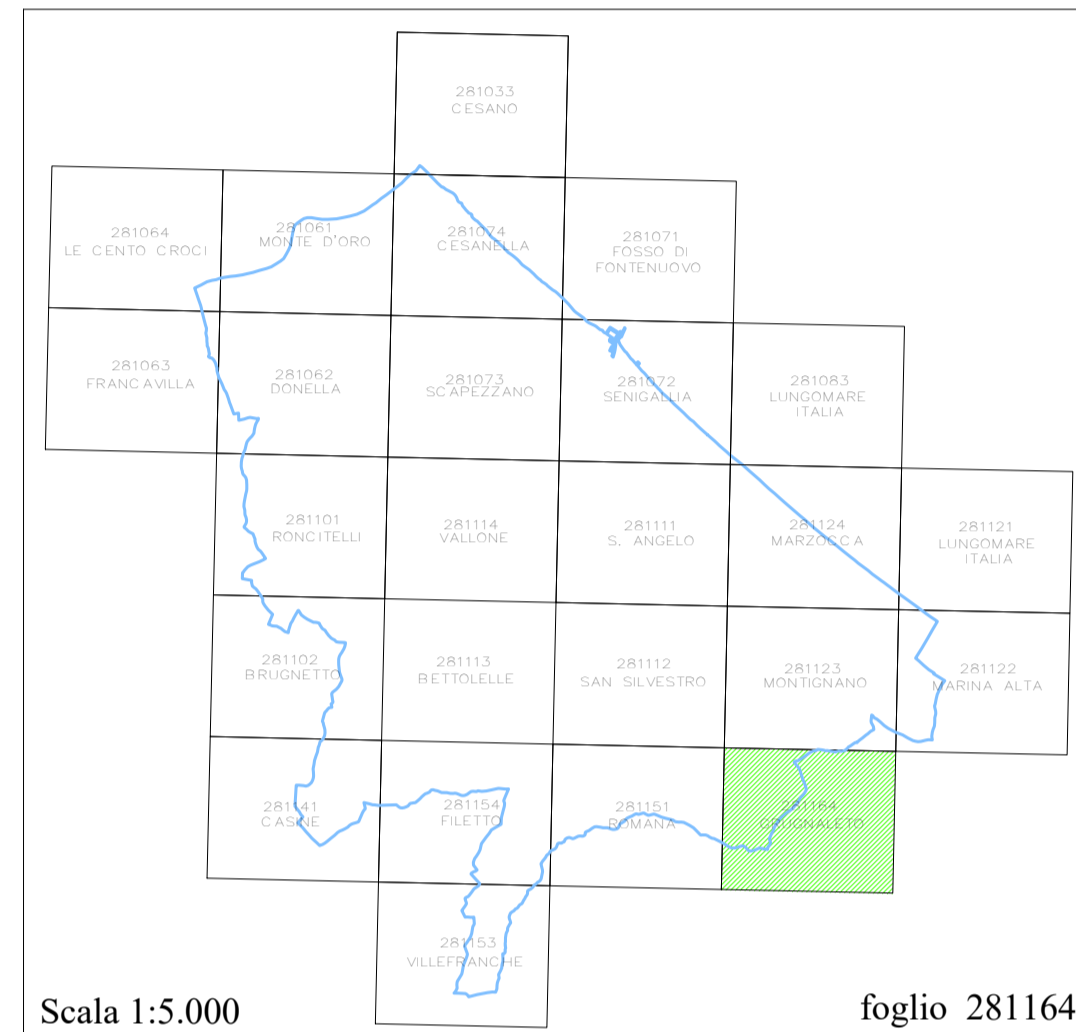 281033
CESANO
281064
LE CENTO CROCI
281061
MONTE D'ORO
281074
CESANELLA
281071
FOSSO DI
FONTENUOVO
281063
FRANCAVILLA
281062
DONELLA
281073
SCAPEZZANO
281072
SENIGALLIA
281083
LUNGOMARE
ITALIA
281101
RONCITELLI
281114
VALLONE
281111
S. ANGELO
281124
MARZOCCA
281121
LUNGOMARE
ITALIA
281102
BRUGNETTO
281113
BETTOLELLE
281112
SAN SILVESTRO
281123
MONTIGNANO
281122
MARINA ALTA
281141
CASINE
281154
FILETTO
281151
ROMANA
281164
GRUGNALETO
281153
VILLEFRANCHE
Scala 1:5.000
foglio 281164